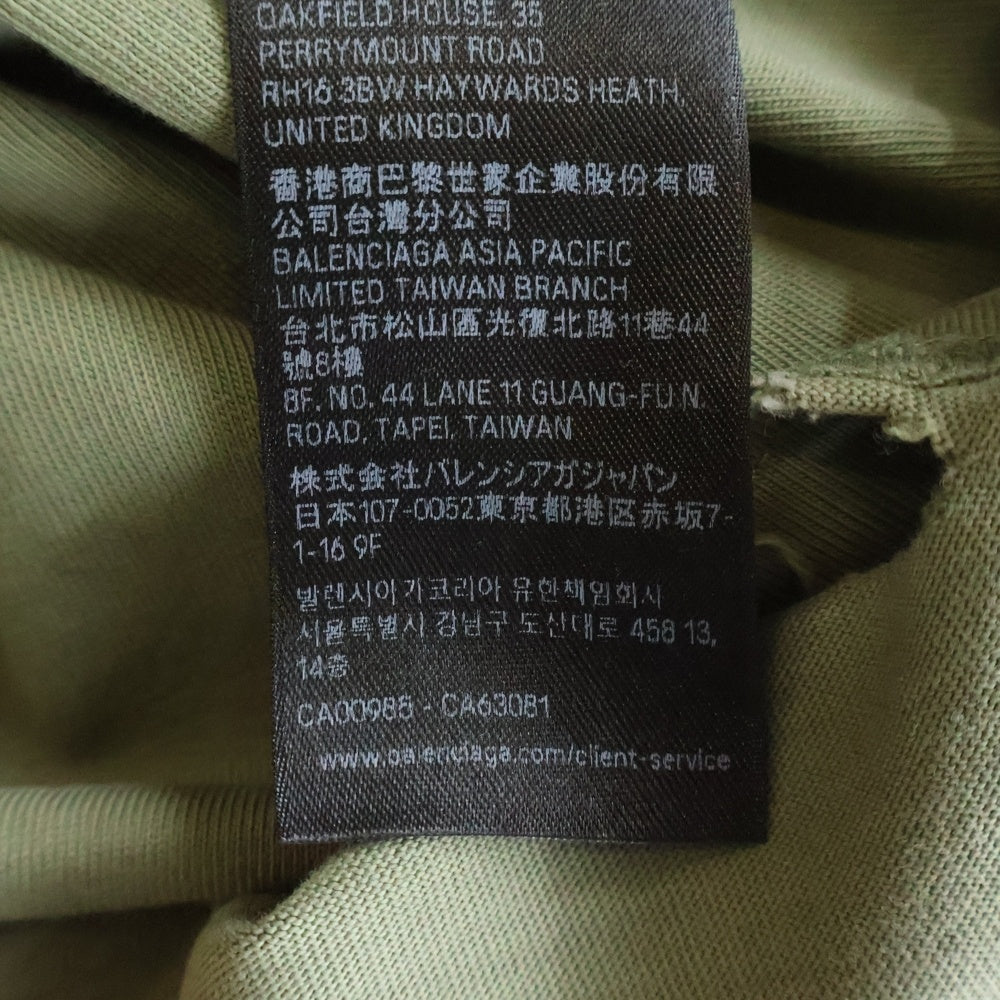 OAKFIELD HOUSE, 35
PERRYMOUNT ROAD
RH16 3BW HAYWARDS HEATH,
UNITED KINGDOM
香港商巴黎世家企業股份有限
公司台灣分公司
BALENCIAGA ASIA PACIFIC
LIMITED TAIWAN BRANCH
台北市松山區光復北路11巷44
號8樓
8F, NO. 44 LANE 11 GUANG-FU N.
ROAD, TAPEI, TAIWAN
株式会社バレンシアガジャパン
日本107-0052東京都港区赤坂7-
1-16 9F
발렌시아가코리아 유한책임회사
서울특별시 강남구 도산대로 458 13,
14층
CA00985 - CA63081
www.balenciaga.com/client-service